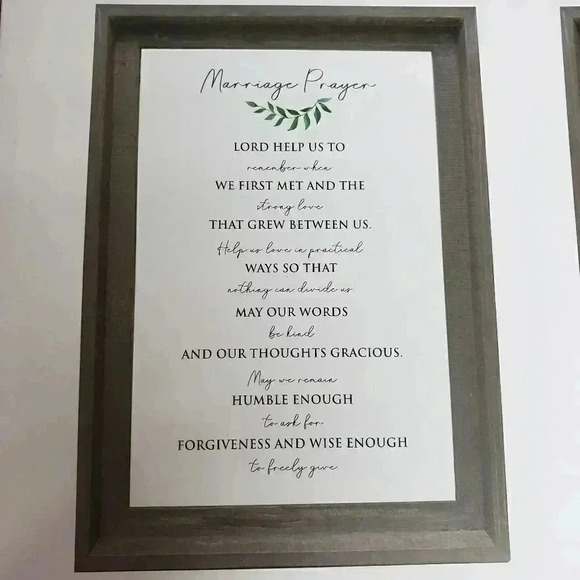 Marriage Prayer
LORD HELP US TO
remember when
WE FIRST MET AND THE
strong love
THAT GREW BETWEEN US.
Help us love in practical
WAYS SO THAT
nothing can divide us
MAY OUR WORDS
be kind
AND OUR THOUGHTS GRACIOUS.
May we remain
HUMBLE ENOUGH
to ask for
FORGIVENESS AND WISE ENOUGH
to freely give.